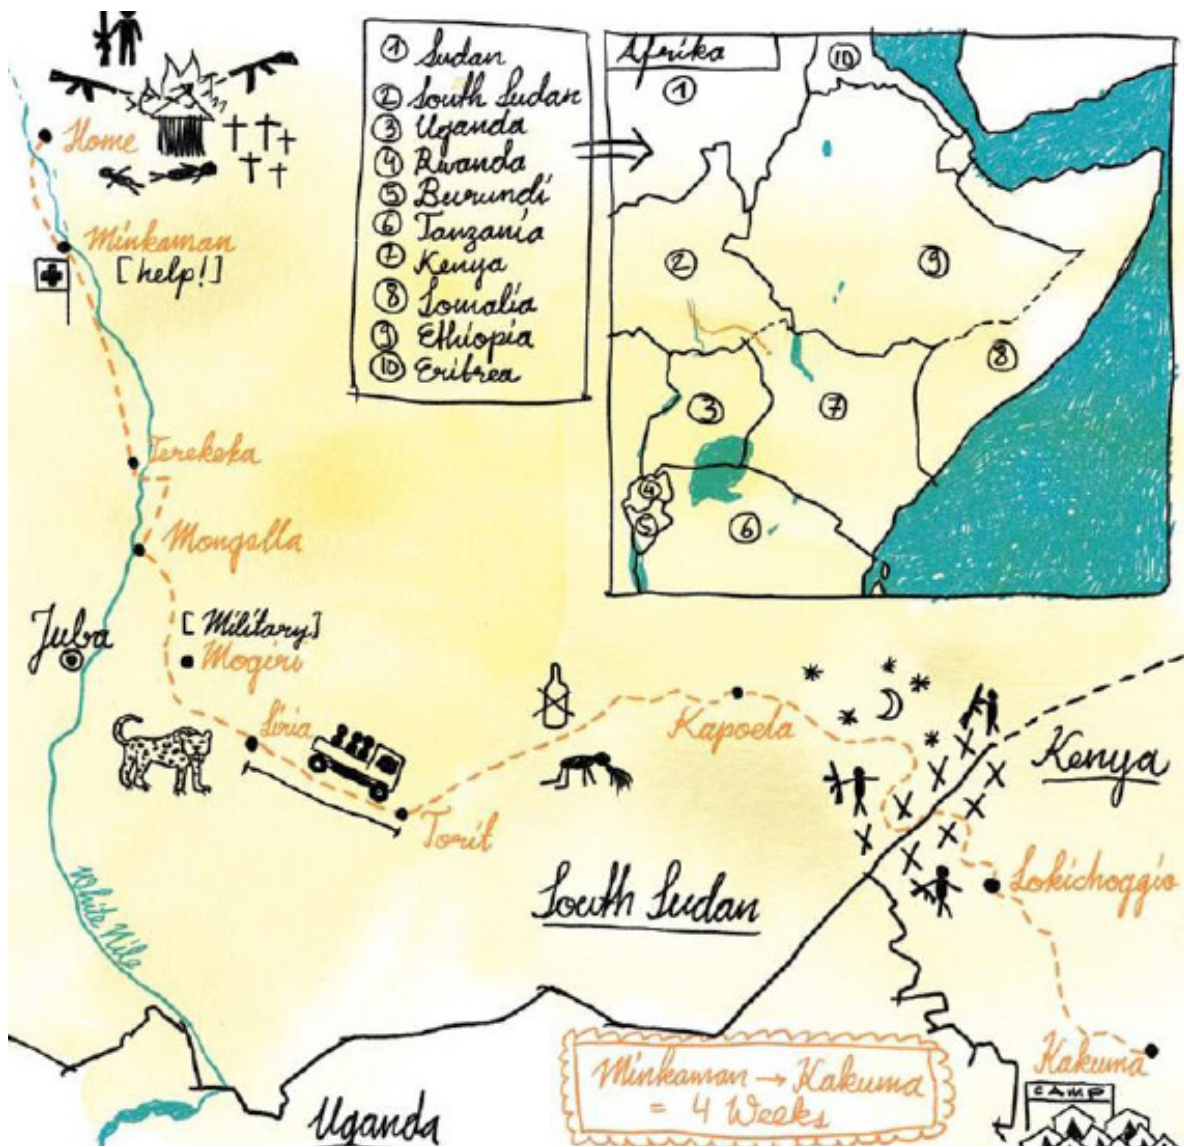 ① Sudan
② South Sudan
③ Uganda
④ Rwanda
⑤ Burundi
⑥ Tanzania
⑦ Kenya
⑧ Somalia
⑨ Ethiopia
⑩ Eritrea
Afrika
⑩
①
②
⑨
⑧
③
⑦
④
⑤
⑥
Home
Minkaman
[help!]
Terekeka
Mongalla
Juba
[Military]
Mogiri
Liria
Torit
Kapoeta
Kenya
South Sudan
Lokichoggio
White Nile
Kakuma
CAMP
Minkaman → Kakuma
= 4 Weeks
Uganda